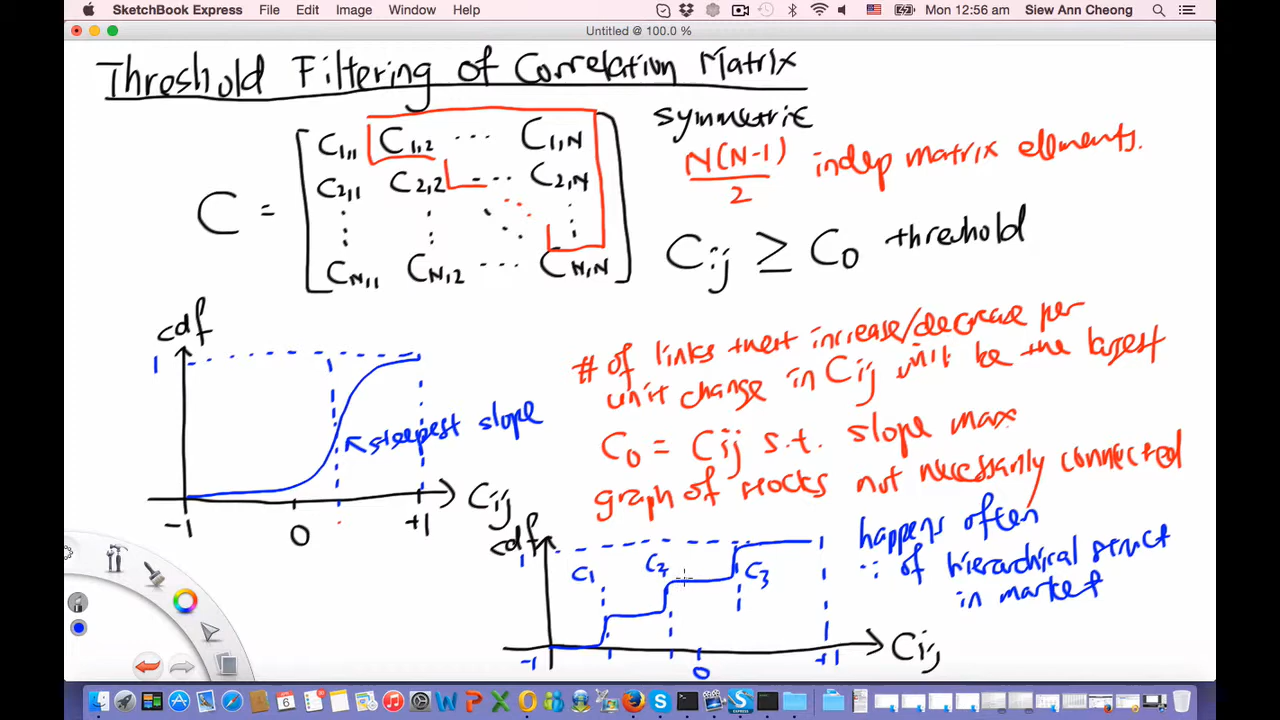 SketchBook Express File Edit Image Window Help Mon 12:56 am Siew Ann Cheong
Untitled @ 100.0 %
Threshold Filtering of Correlation Matrix
C = [ C1,1 C1,2 ... C1,N
C2,1 C2,2 ... C2,N
CN,1 CN,2 ... CN,N ]
symmetric
N(N-1)/2 indep matrix elements.
Cij ≥ C0 threshold
cdf
1
steepest slope
-1 0 +1 Cij
# of links that increase/decrease per
unit change in Cij will be the largest
C0 = Cij s.t. slope max
graph of stocks not necessarily connected
happens often
∵ of hierarchical struct
in market
cdf
1
C1 C2 C3
-1 0 +1 Cij